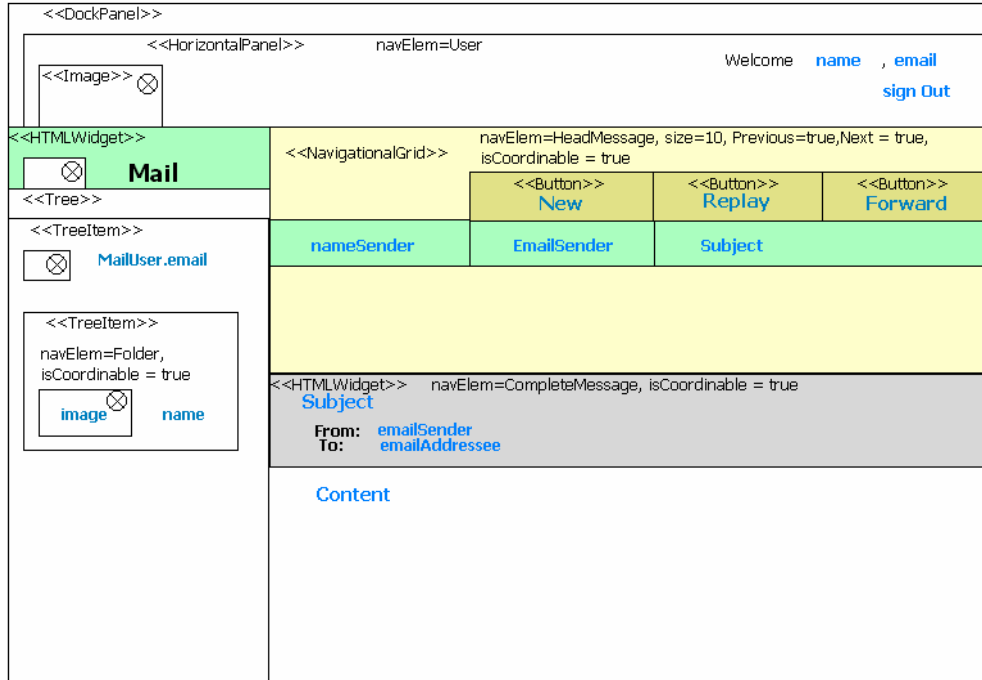 <<DockPanel>>
<<HorizontalPanel>> navElem=User
Welcome name , email
<<Image>>
sign Out
<<HTMLWidget>>
Mail
<<Tree>>
<<TreeItem>>
MailUser.email
<<TreeItem>>
navElem=Folder,
isCoordinable = true
image name
<<NavigationalGrid>>
navElem=HeadMessage, size=10, Previous=true,Next = true,
isCoordinable = true
<<Button>> <<Button>> <<Button>>
New Replay Forward
nameSender EmailSender Subject
<<HTMLWidget>> navElem=CompleteMessage, isCoordinable = true
Subject
From: emailSender
To: emailAddressee
Content